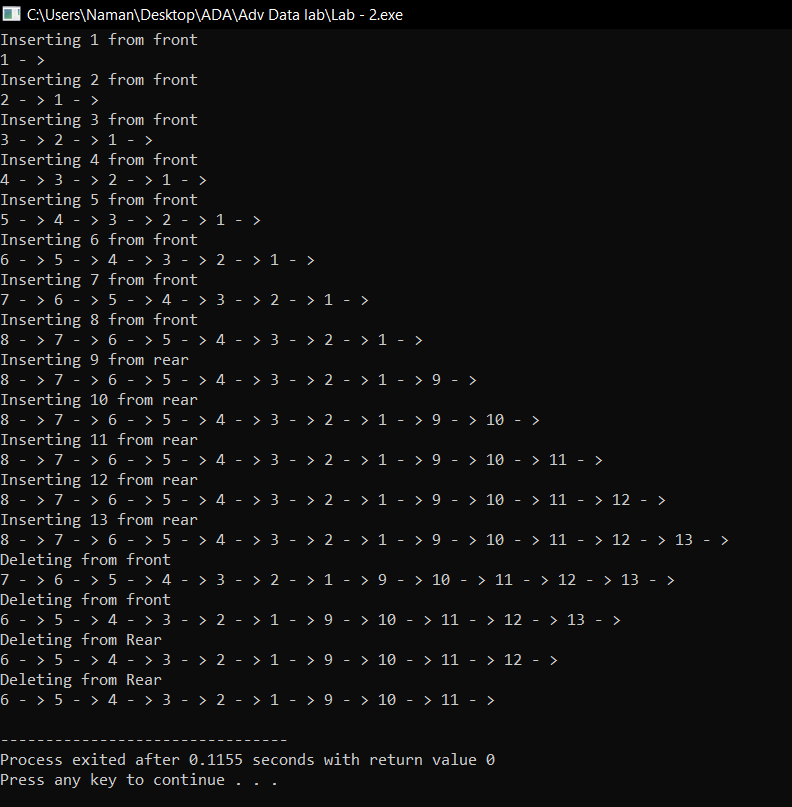 C:\Users\Naman\Desktop\ADA\Adv Data lab\Lab - 2.exe
Inserting 1 from front
1 - >
Inserting 2 from front
2 - > 1 - >
Inserting 3 from front
3 - > 2 - > 1 - >
Inserting 4 from front
4 - > 3 - > 2 - > 1 - >
Inserting 5 from front
5 - > 4 - > 3 - > 2 - > 1 - >
Inserting 6 from front
6 - > 5 - > 4 - > 3 - > 2 - > 1 - >
Inserting 7 from front
7 - > 6 - > 5 - > 4 - > 3 - > 2 - > 1 - >
Inserting 8 from front
8 - > 7 - > 6 - > 5 - > 4 - > 3 - > 2 - > 1 - >
Inserting 9 from rear
8 - > 7 - > 6 - > 5 - > 4 - > 3 - > 2 - > 1 - > 9 - >
Inserting 10 from rear
8 - > 7 - > 6 - > 5 - > 4 - > 3 - > 2 - > 1 - > 9 - > 10 - >
Inserting 11 from rear
8 - > 7 - > 6 - > 5 - > 4 - > 3 - > 2 - > 1 - > 9 - > 10 - > 11 - >
Inserting 12 from rear
8 - > 7 - > 6 - > 5 - > 4 - > 3 - > 2 - > 1 - > 9 - > 10 - > 11 - > 12 - >
Inserting 13 from rear
8 - > 7 - > 6 - > 5 - > 4 - > 3 - > 2 - > 1 - > 9 - > 10 - > 11 - > 12 - > 13 - >
Deleting from front
7 - > 6 - > 5 - > 4 - > 3 - > 2 - > 1 - > 9 - > 10 - > 11 - > 12 - > 13 - >
Deleting from front
6 - > 5 - > 4 - > 3 - > 2 - > 1 - > 9 - > 10 - > 11 - > 12 - > 13 - >
Deleting from Rear
6 - > 5 - > 4 - > 3 - > 2 - > 1 - > 9 - > 10 - > 11 - > 12 - >
Deleting from Rear
6 - > 5 - > 4 - > 3 - > 2 - > 1 - > 9 - > 10 - > 11 - >
--------------------------------
Process exited after 0.1155 seconds with return value 0
Press any key to continue . . .